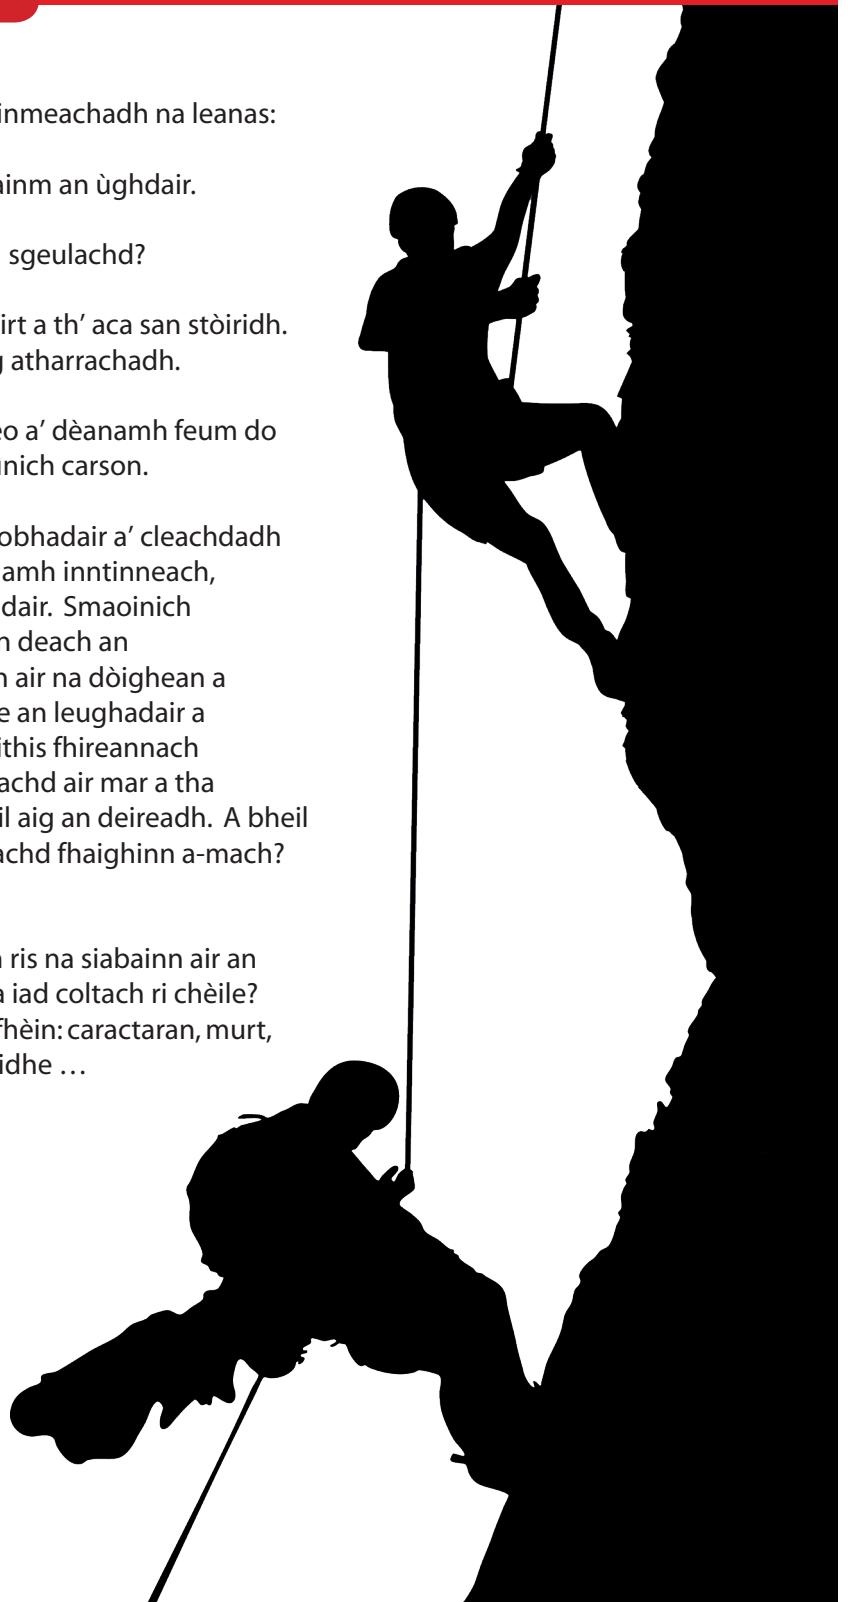 inmeachadh na leanas:
ainm an ùghdair.
sgeulachd?
irt a th’ aca san stòiridh.
g atharrachadh.
eo a’ dèanamh feum do
ùnich carson.
obhadair a’ cleachdadh
amh inntinneach,
dair. Smaoinich
n deach an
n air na dòighean a
e an leughadair a
ithis fhireannach
achd air mar a tha
il aig an deireadh. A bheil
achd fhaighinn a-mach?
n ris na siabainn air an
a iad coltach ri chèile?
fhèin: caractaran, murt,
idhe …